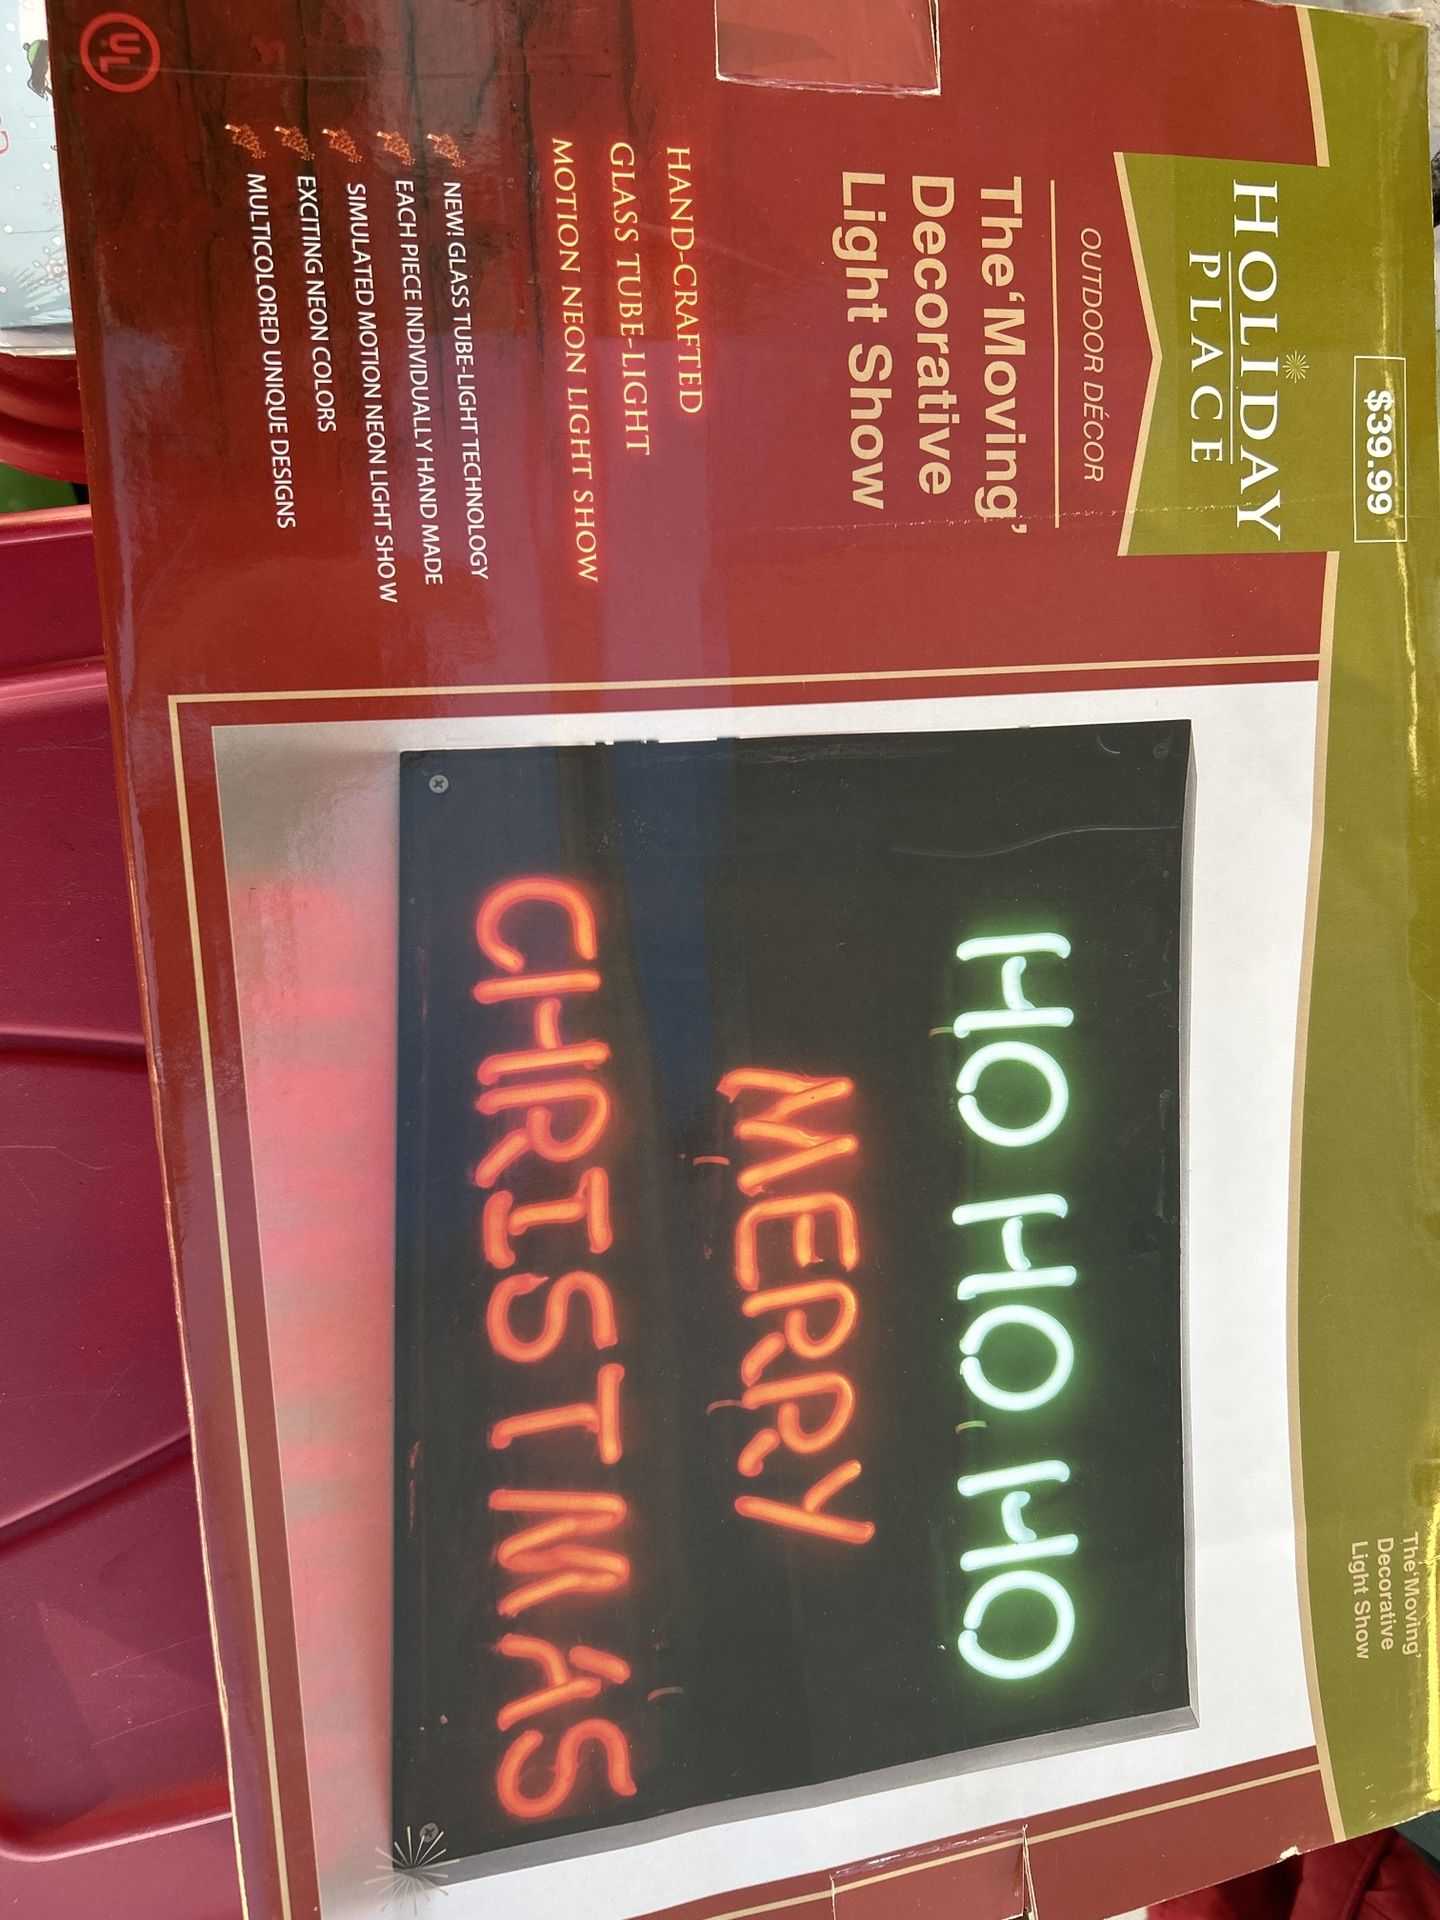 $39.99
HOLIDAY
PLACE
OUTDOOR DÉCOR
The 'Moving'
Decorative
Light Show
HAND-CRAFTED
GLASS TUBE-LIGHT
MOTION NEON LIGHT SHOW
NEW! GLASS TUBE-LIGHT TECHNOLOGY
EACH PIECE INDIVIDUALLY HAND MADE
SIMULATED MOTION NEON LIGHT SHOW
EXCITING NEON COLORS
MULTICOLORED UNIQUE DESIGNS
UL
HO HO HO
MERRY
CHRISTMAS
The 'Moving'
Decorative
Light Show